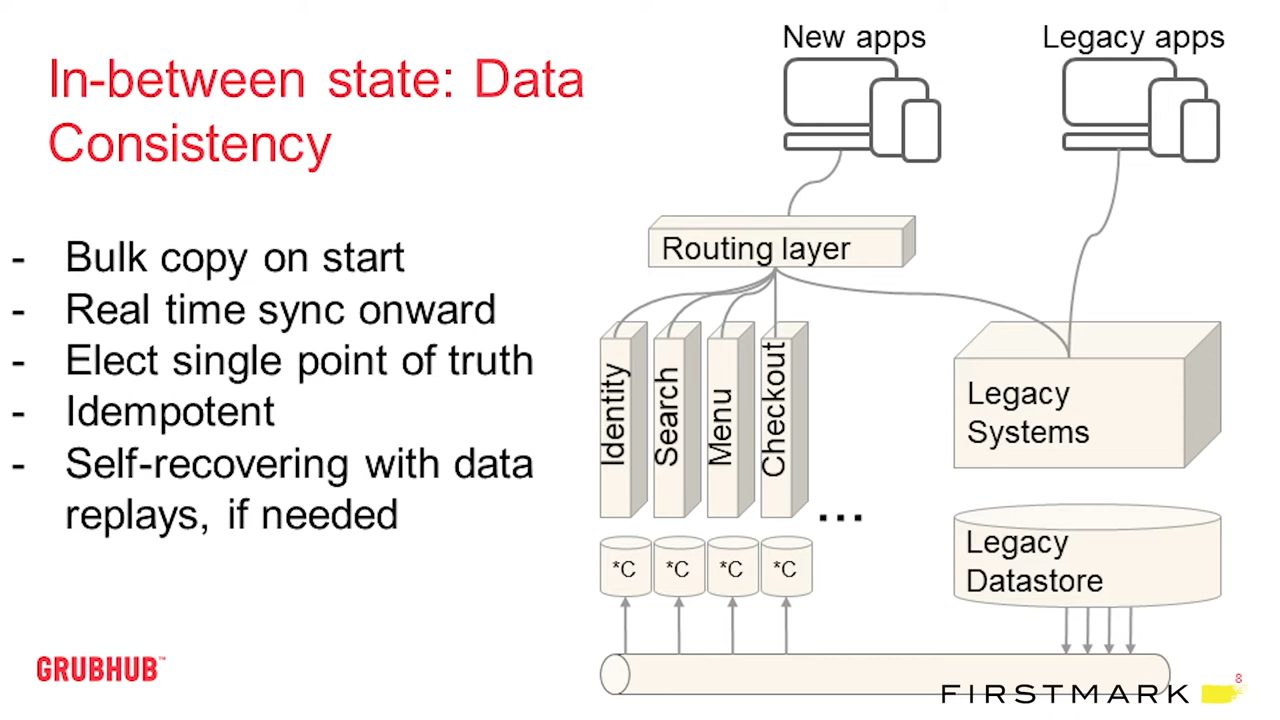 In-between state: Data
Consistency
- Bulk copy on start
- Real time sync onward
- Elect single point of truth
- Idempotent
- Self-recovering with data
replays, if needed
New apps
Legacy apps
Routing layer
Identity
Search
Menu
Checkout
...
Legacy
Systems
*C
*C
*C
*C
Legacy
Datastore
GRUBHUB™
FIRSTMARK
8